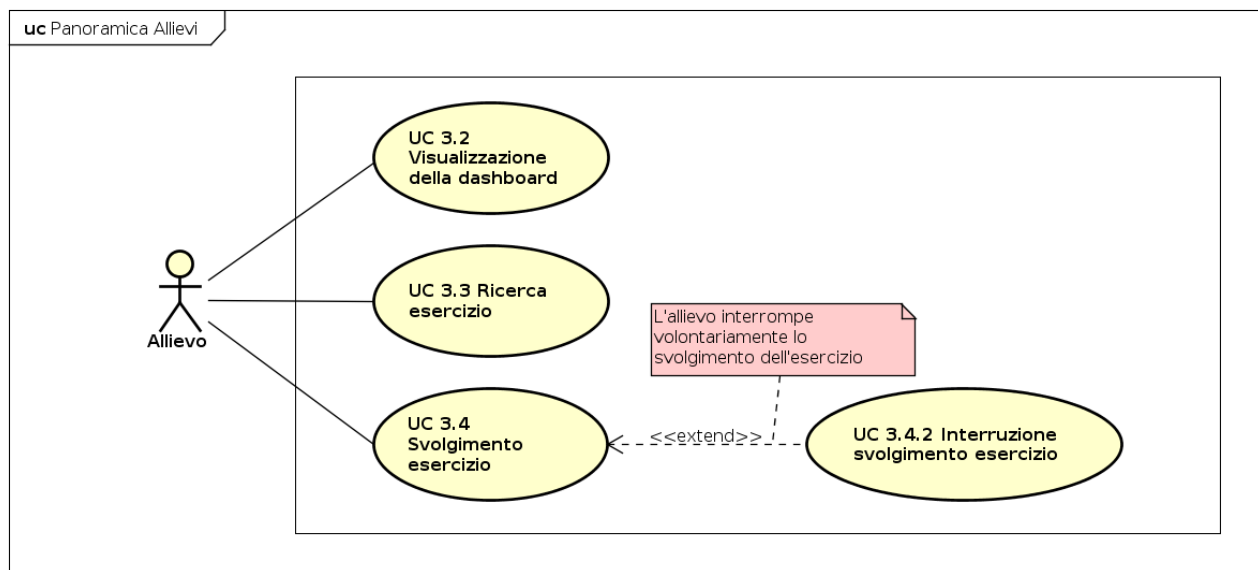 uc Panoramica Allievi
UC 3.2
Visualizzazione
della dashboard
UC 3.3 Ricerca
esercizio
Allievo
L'allievo interrompe
volontariamente lo
svolgimento dell'esercizio
UC 3.4
Svolgimento
esercizio
<<extend>>
UC 3.4.2 Interruzione
svolgimento esercizio